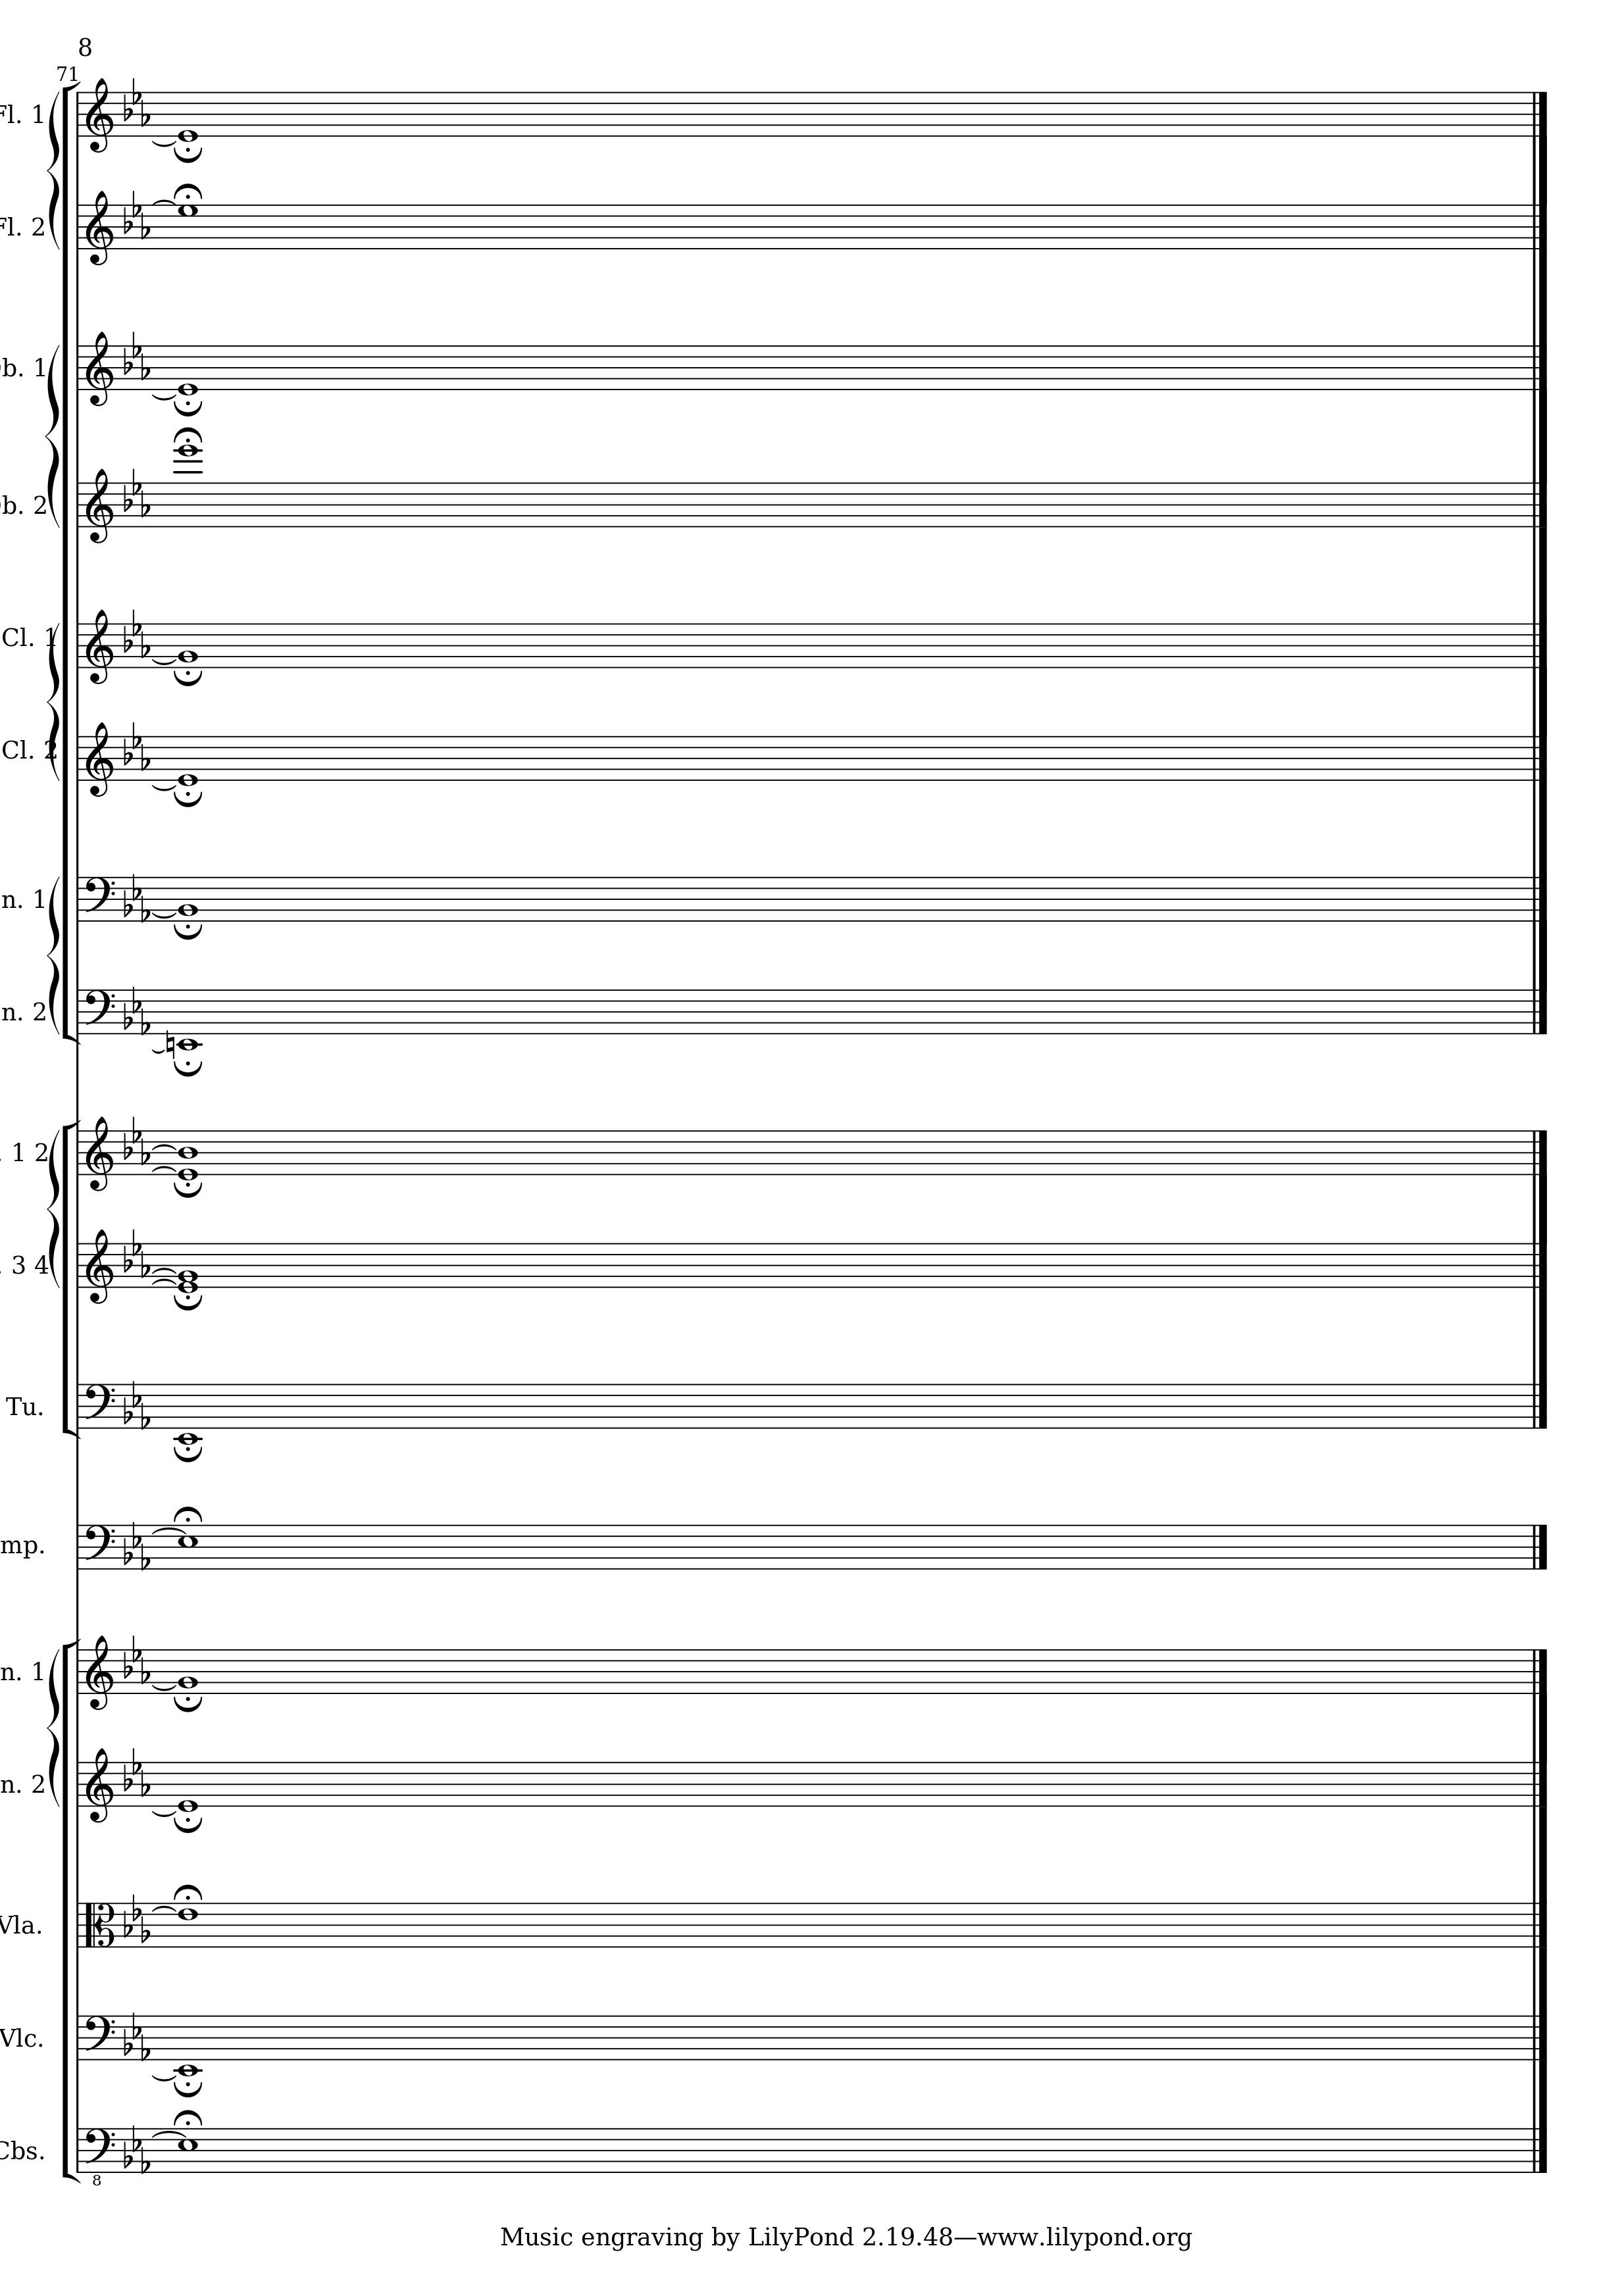 8
71
Fl. 1
Fl. 2
b. 1
b. 2
Cl. 1
Cl. 2
n. 1
n. 2
. 1 2
. 3 4
Tu.
mp.
n. 1
n. 2
Vla.
Vlc.
Cbs.
8
Music engraving by LilyPond 2.19.48—www.lilypond.org